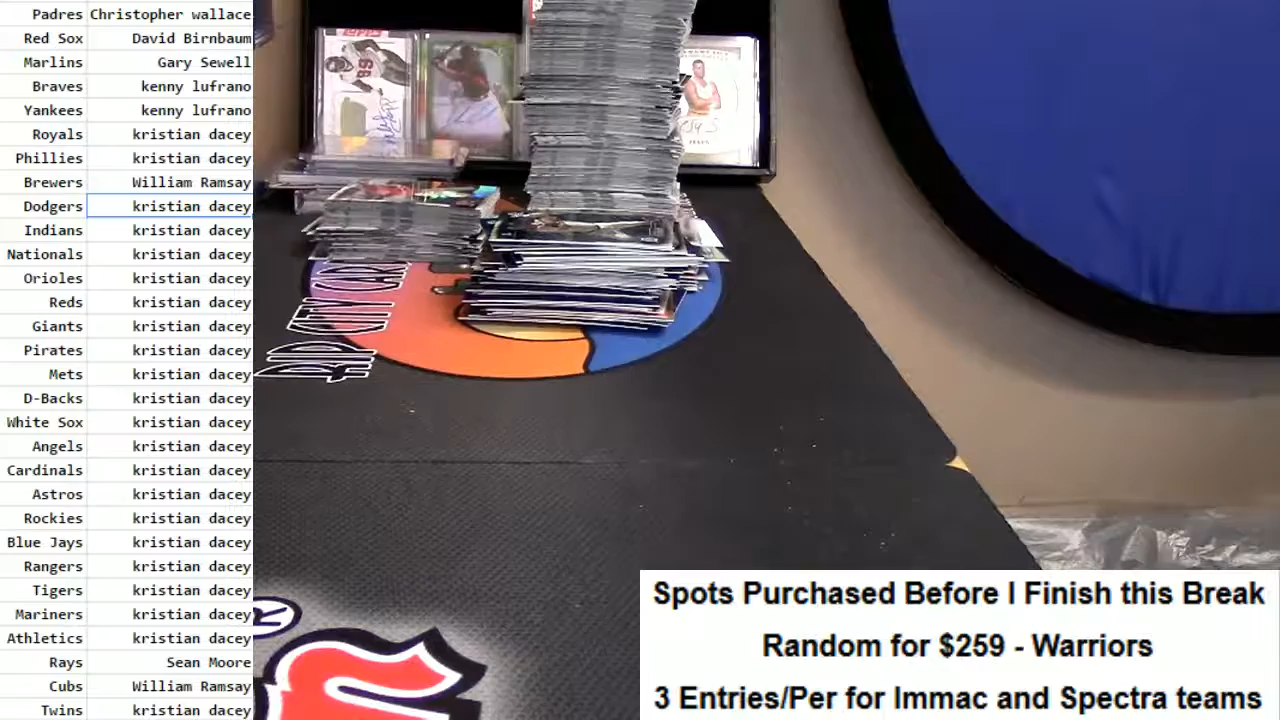 Padres Christopher wallace
Red Sox David Birnbaum
Marlins Gary Sewell
Braves kenny lufrano
Yankees kenny lufrano
Royals kristian dacey
Phillies kristian dacey
Brewers William Ramsay
Dodgers kristian dacey
Indians kristian dacey
Nationals kristian dacey
Orioles kristian dacey
Reds kristian dacey
Giants kristian dacey
Pirates kristian dacey
Mets kristian dacey
D-Backs kristian dacey
White Sox kristian dacey
Angels kristian dacey
Cardinals kristian dacey
Astros kristian dacey
Rockies kristian dacey
Blue Jays kristian dacey
Rangers kristian dacey
Tigers kristian dacey
Mariners kristian dacey
Athletics kristian dacey
Rays Sean Moore
Cubs William Ramsay
Twins kristian dacey
RIP CITY
Spots Purchased Before I Finish this Break
Random for $259 - Warriors
3 Entries/Per for Immac and Spectra teams